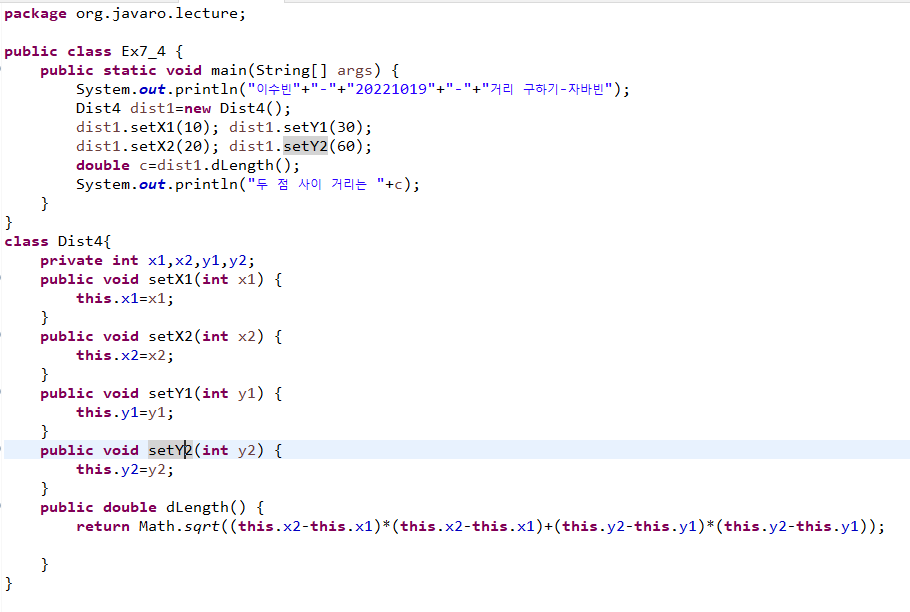 package org.javaro.lecture;
public class Ex7_4 {
public static void main(String[] args) {
System.out.println("이수빈"+"-"+"20221019"+"-"+"거리 구하기-자바빈");
Dist4 dist1=new Dist4();
dist1.setX1(10); dist1.setY1(30);
dist1.setX2(20); dist1.setY2(60);
double c=dist1.dLength();
System.out.println("두 점 사이 거리는 "+c);
}
}
class Dist4{
private int x1,x2,y1,y2;
public void setX1(int x1) {
this.x1=x1;
}
public void setX2(int x2) {
this.x2=x2;
}
public void setY1(int y1) {
this.y1=y1;
}
public void setY2(int y2) {
this.y2=y2;
}
public double dLength() {
return Math.sqrt((this.x2-this.x1)*(this.x2-this.x1)+(this.y2-this.y1)*(this.y2-this.y1));
}
}